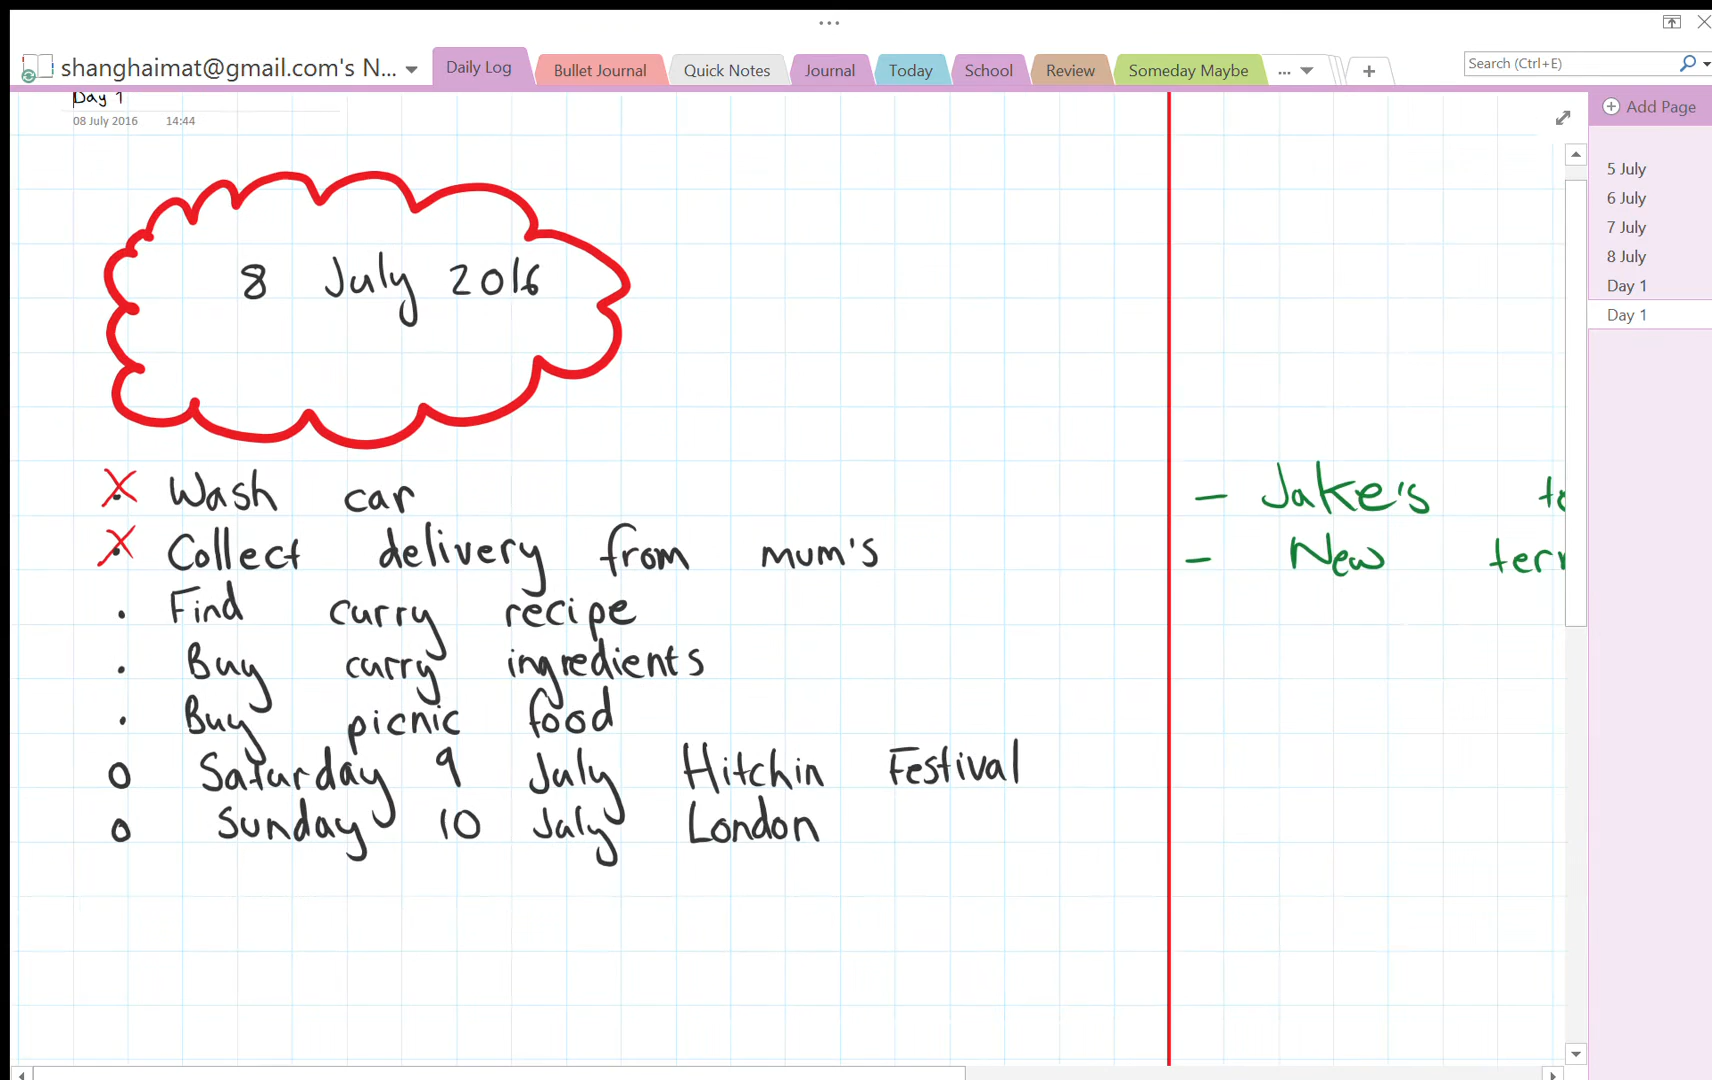 ...
shanghaimat@gmail.com's N...
Daily Log
Bullet Journal
Quick Notes
Journal
Today
School
Review
Someday Maybe
...
Search (Ctrl+E)
Day 1
08 July 2016 14:44
Add Page
5 July
6 July
7 July
8 July
Day 1
Day 1
8 July 2016
X • Wash car
X • Collect delivery from mum's
• Find curry recipe
• Buy curry ingredients
• Buy picnic food
o Saturday 9 July Hitchin Festival
o Sunday 10 July London
- Jake's
- New